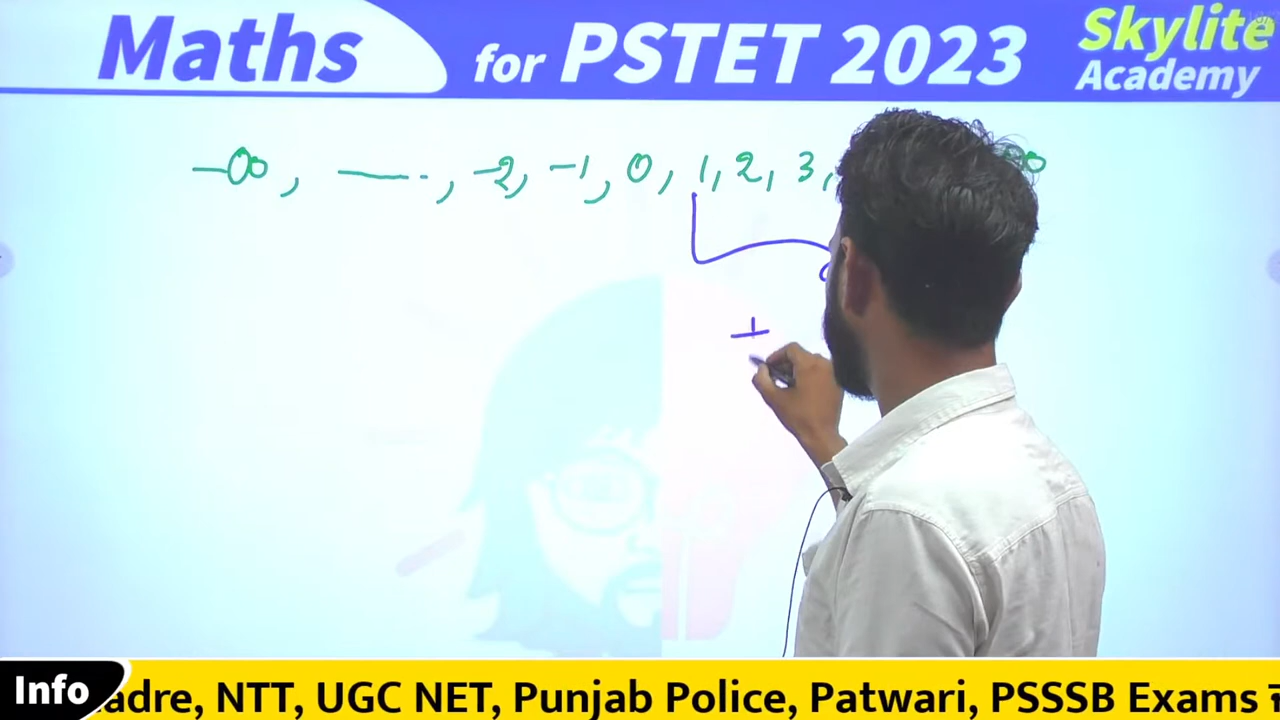 Maths for PSTET 2023
Skylite
Academy
-∞, ——., -2, -1, 0, 1, 2, 3,
Info
adre, NTT, UGC NET, Punjab Police, Patwari, PSSSB Exams